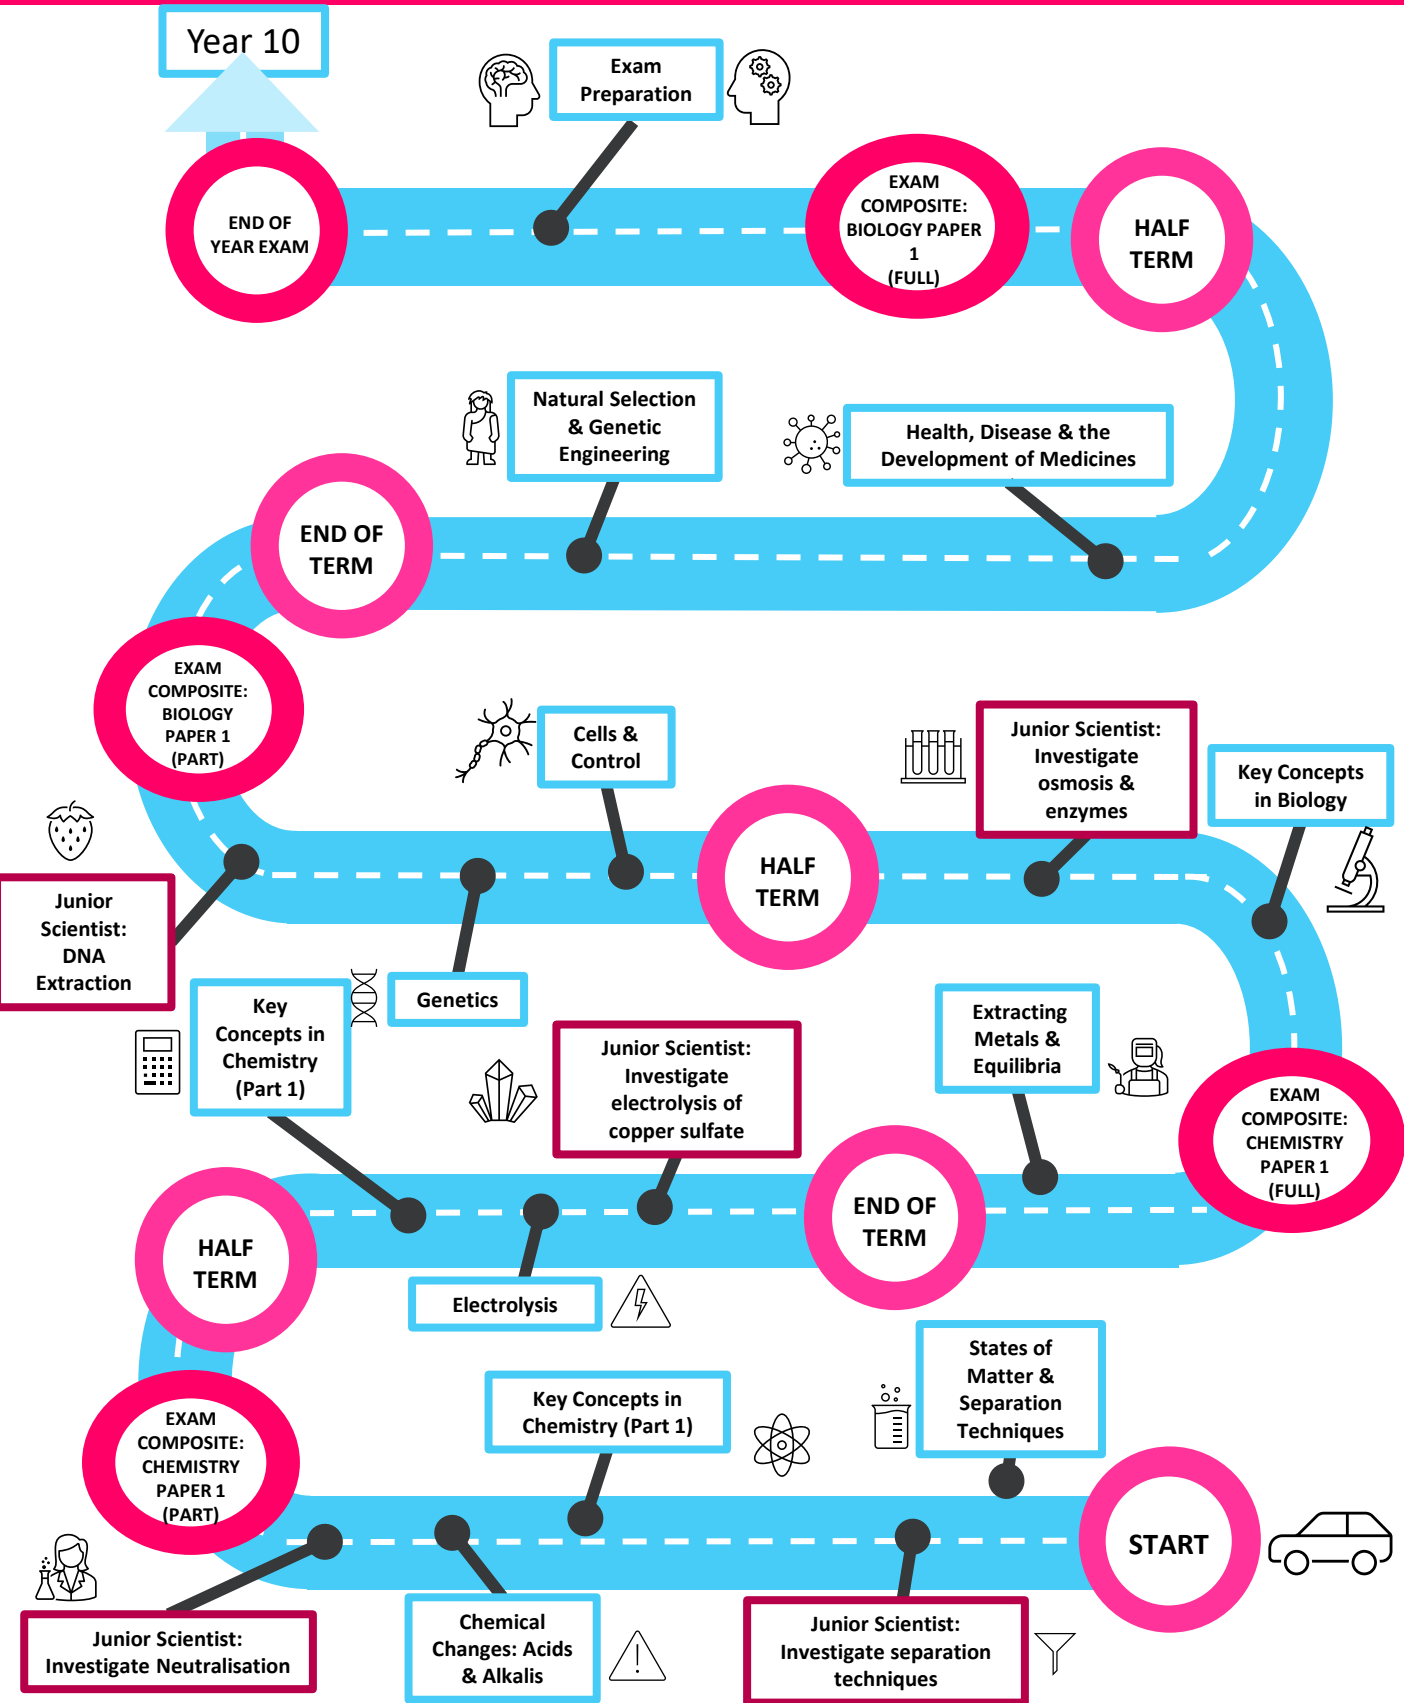 Year 10
Exam
Preparation
END OF
YEAR EXAM
EXAM
COMPOSITE:
BIOLOGY PAPER
1
(FULL)
HALF
TERM
Natural Selection
& Genetic
Engineering
Health, Disease & the
Development of Medicines
END OF
TERM
EXAM
COMPOSITE:
BIOLOGY
PAPER 1
(PART)
Cells &
Control
Junior Scientist:
Investigate
osmosis &
enzymes
Key Concepts
in Biology
HALF
TERM
Junior
Scientist:
DNA
Extraction
Genetics
Key
Concepts in
Chemistry
(Part 1)
Junior Scientist:
Investigate
electrolysis of
copper sulfate
Extracting
Metals &
Equilibria
EXAM
COMPOSITE:
CHEMISTRY
PAPER 1
(FULL)
HALF
TERM
END OF
TERM
Electrolysis
EXAM
COMPOSITE:
CHEMISTRY
PAPER 1
(PART)
Key Concepts in
Chemistry (Part 1)
States of
Matter &
Separation
Techniques
START
Junior Scientist:
Investigate Neutralisation
Chemical
Changes: Acids
& Alkalis
Junior Scientist:
Investigate separation
techniques